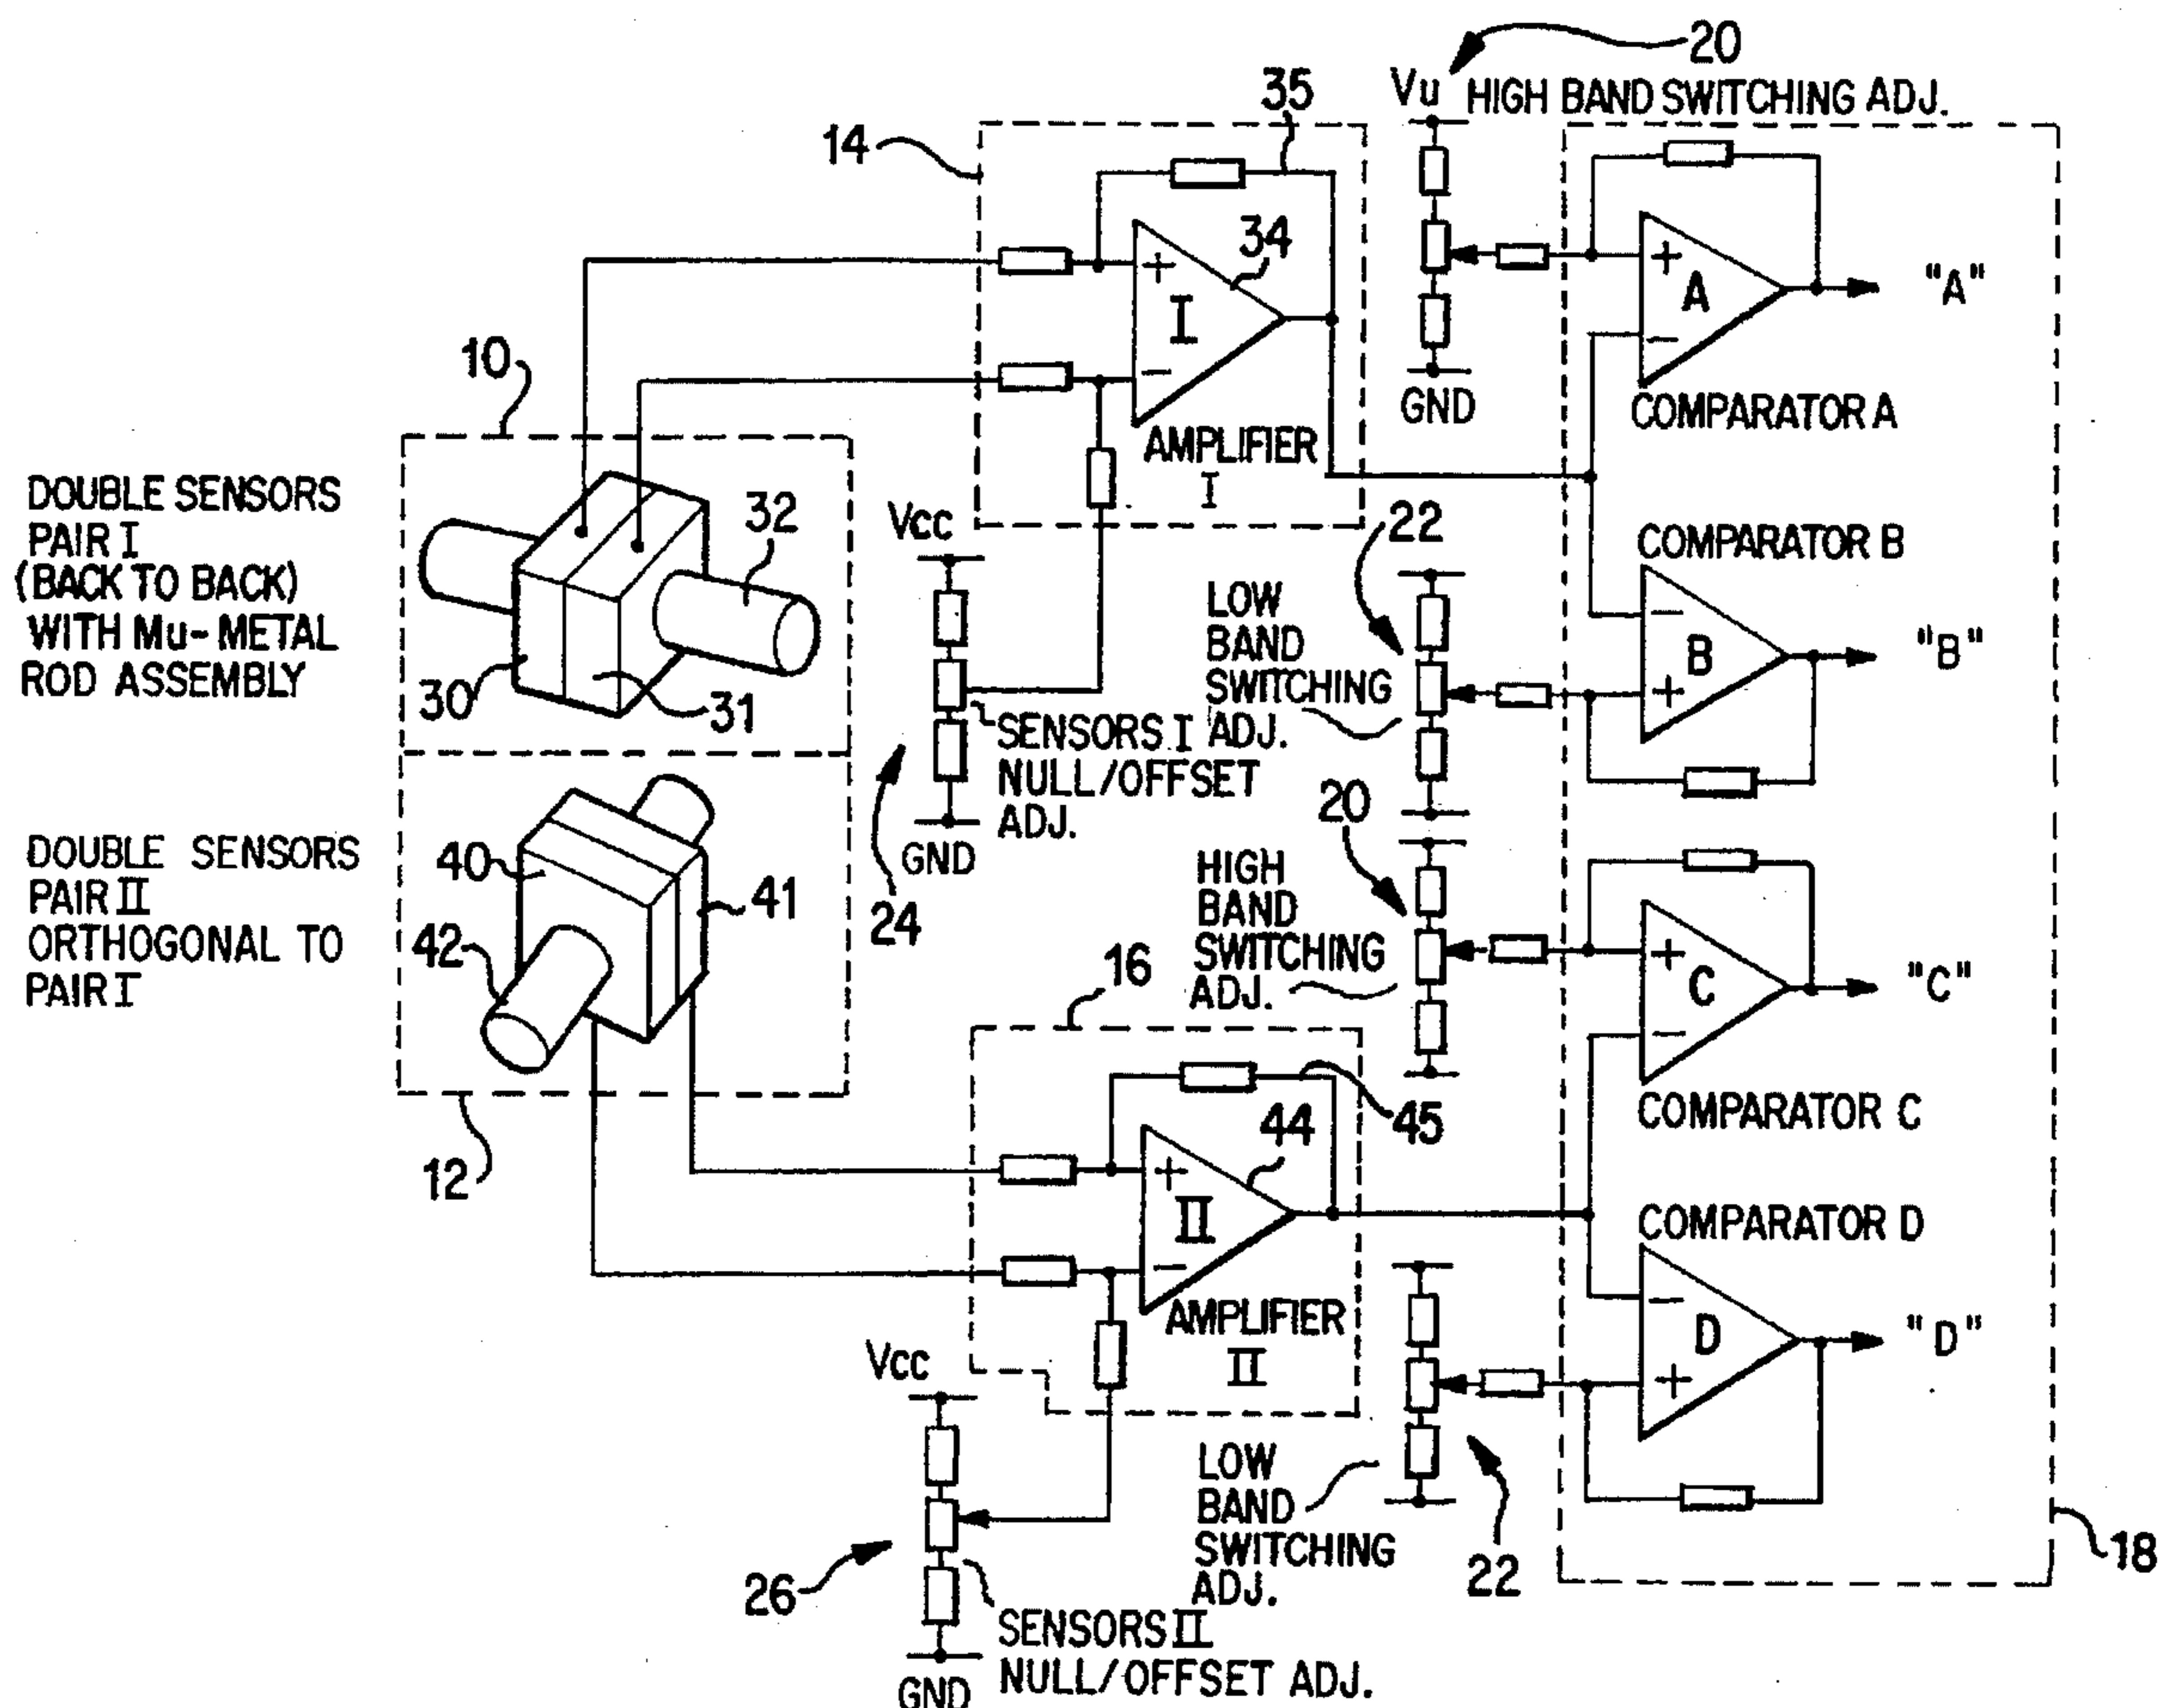 20
Vu HIGH BAND SWITCHING ADJ.
35
14
34
+
I
−
AMPLIFIER
I
+
A
−
"A"
COMPARATOR A
GND
10
DOUBLE SENSORS
PAIR I
(BACK TO BACK)
WITH Mu-METAL
ROD ASSEMBLY
32
30
31
Vcc
SENSORS I ADJ.
NULL/OFFSET
ADJ.
GND
24
22
LOW
BAND
SWITCHING
COMPARATOR B
−
B
+
"B"
DOUBLE SENSORS
PAIR II
ORTHOGONAL TO
PAIR I
40
41
42
12
20
HIGH
BAND
SWITCHING
ADJ.
+
C
−
"C"
COMPARATOR C
16
45
44
+
II
−
AMPLIFIER
II
COMPARATOR D
−
D
+
"D"
Vcc
26
SENSORS II
NULL/OFFSET ADJ.
GND
LOW
BAND
SWITCHING
ADJ.
22
18